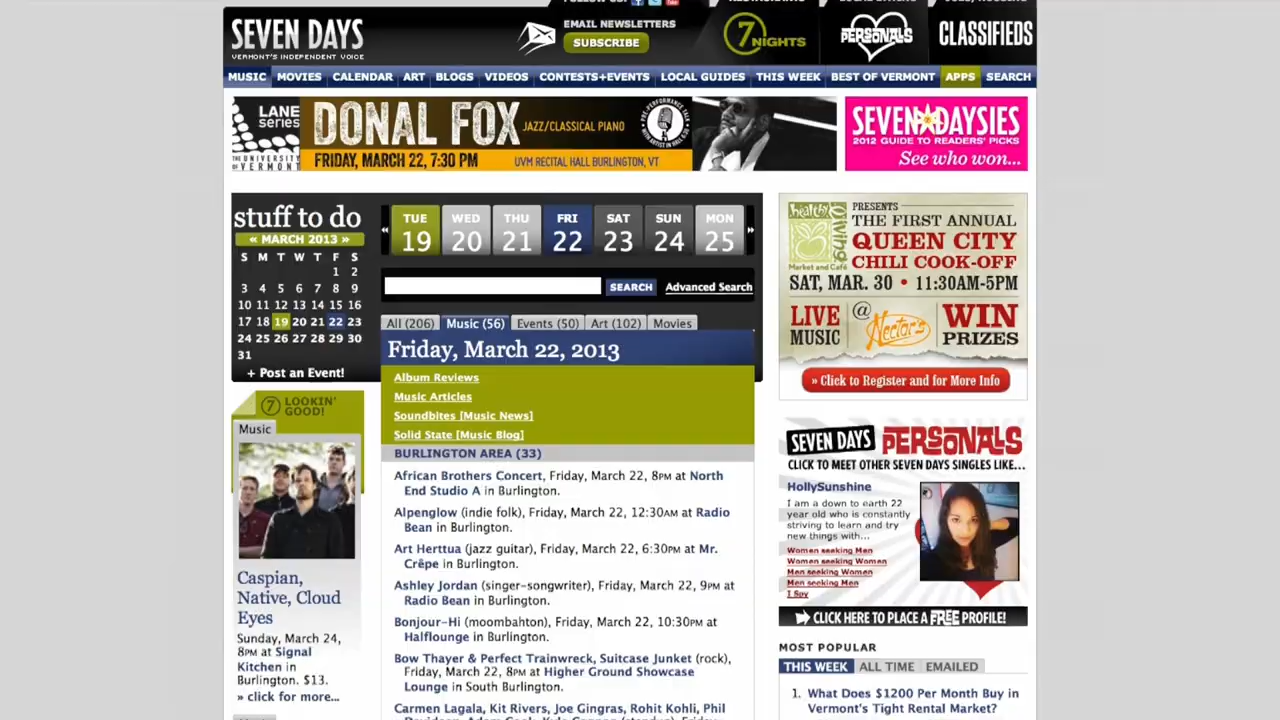 SEVEN DAYS
VERMONT'S INDEPENDENT VOICE
EMAIL NEWSLETTERS
SUBSCRIBE
7 NIGHTS
PERSONALS
CLASSIFIEDS
MUSIC MOVIES CALENDAR ART BLOGS VIDEOS CONTESTS+EVENTS LOCAL GUIDES THIS WEEK BEST OF VERMONT APPS SEARCH
LANE series
THE UNIVERSITY of VERMONT
DONAL FOX JAZZ/CLASSICAL PIANO
FRIDAY, MARCH 22, 7:30 PM UVM RECITAL HALL BURLINGTON, VT
SEVEN DAYSIES
2012 GUIDE TO READERS' PICKS
See who won...
stuff to do
« MARCH 2013 »
S M T W T F S
1 2
3 4 5 6 7 8 9
10 11 12 13 14 15 16
17 18 19 20 21 22 23
24 25 26 27 28 29 30
31
+ Post an Event!
TUE WED THU FRI SAT SUN MON
19 20 21 22 23 24 25
SEARCH Advanced Search
All (206) Music (56) Events (50) Art (102) Movies
Friday, March 22, 2013
Album Reviews
Music Articles
Soundbites [Music News]
Solid State [Music Blog]
BURLINGTON AREA (33)
African Brothers Concert, Friday, March 22, 8PM at North
End Studio A in Burlington.
Alpenglow (indie folk), Friday, March 22, 12:30AM at Radio
Bean in Burlington.
Art Herttua (jazz guitar), Friday, March 22, 6:30PM at Mr.
Crêpe in Burlington.
Ashley Jordan (singer-songwriter), Friday, March 22, 9PM at
Radio Bean in Burlington.
Bonjour-Hi (moombahton), Friday, March 22, 10:30PM at
Halflounge in Burlington.
Bow Thayer & Perfect Trainwreck, Suitcase Junket (rock),
Friday, March 22, 8PM at Higher Ground Showcase
Lounge in South Burlington.
Carmen Lagala, Kit Rivers, Joe Gingras, Rohit Kohli, Phil
7 LOOKIN' GOOD!
Music
Caspian,
Native, Cloud
Eyes
Sunday, March 24,
8PM at Signal
Kitchen in
Burlington. $13.
» click for more...
healthy living
Market and Café
PRESENTS
THE FIRST ANNUAL
QUEEN CITY
CHILI COOK-OFF
SAT, MAR. 30 • 11:30AM-5PM
LIVE MUSIC @ Nectar's WIN PRIZES
» Click to Register and for More Info
SEVEN DAYS PERSONALS
CLICK TO MEET OTHER SEVEN DAYS SINGLES LIKE...
HollySunshine
I am a down to earth 22
year old who is constantly
striving to learn and try
new things with...
Women seeking Men
Women seeking Women
Men seeking Women
Men seeking Men
I Spy
CLICK HERE TO PLACE A FREE PROFILE!
MOST POPULAR
THIS WEEK ALL TIME EMAILED
1. What Does $1200 Per Month Buy in
Vermont's Tight Rental Market?